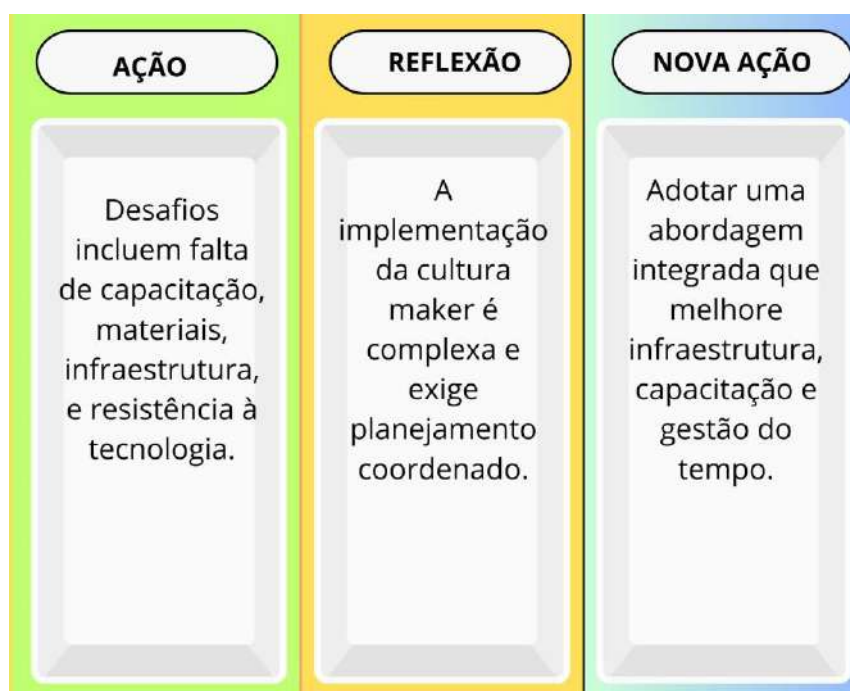 AÇÃO
Desafios
incluem falta
de capacitação,
materiais,
infraestrutura,
e resistência à
tecnologia.
REFLEXÃO
A
implementação
da cultura
maker é
complexa e
exige
planejamento
coordenado.
NOVA AÇÃO
Adotar uma
abordagem
integrada que
melhore
infraestrutura,
capacitação e
gestão do
tempo.